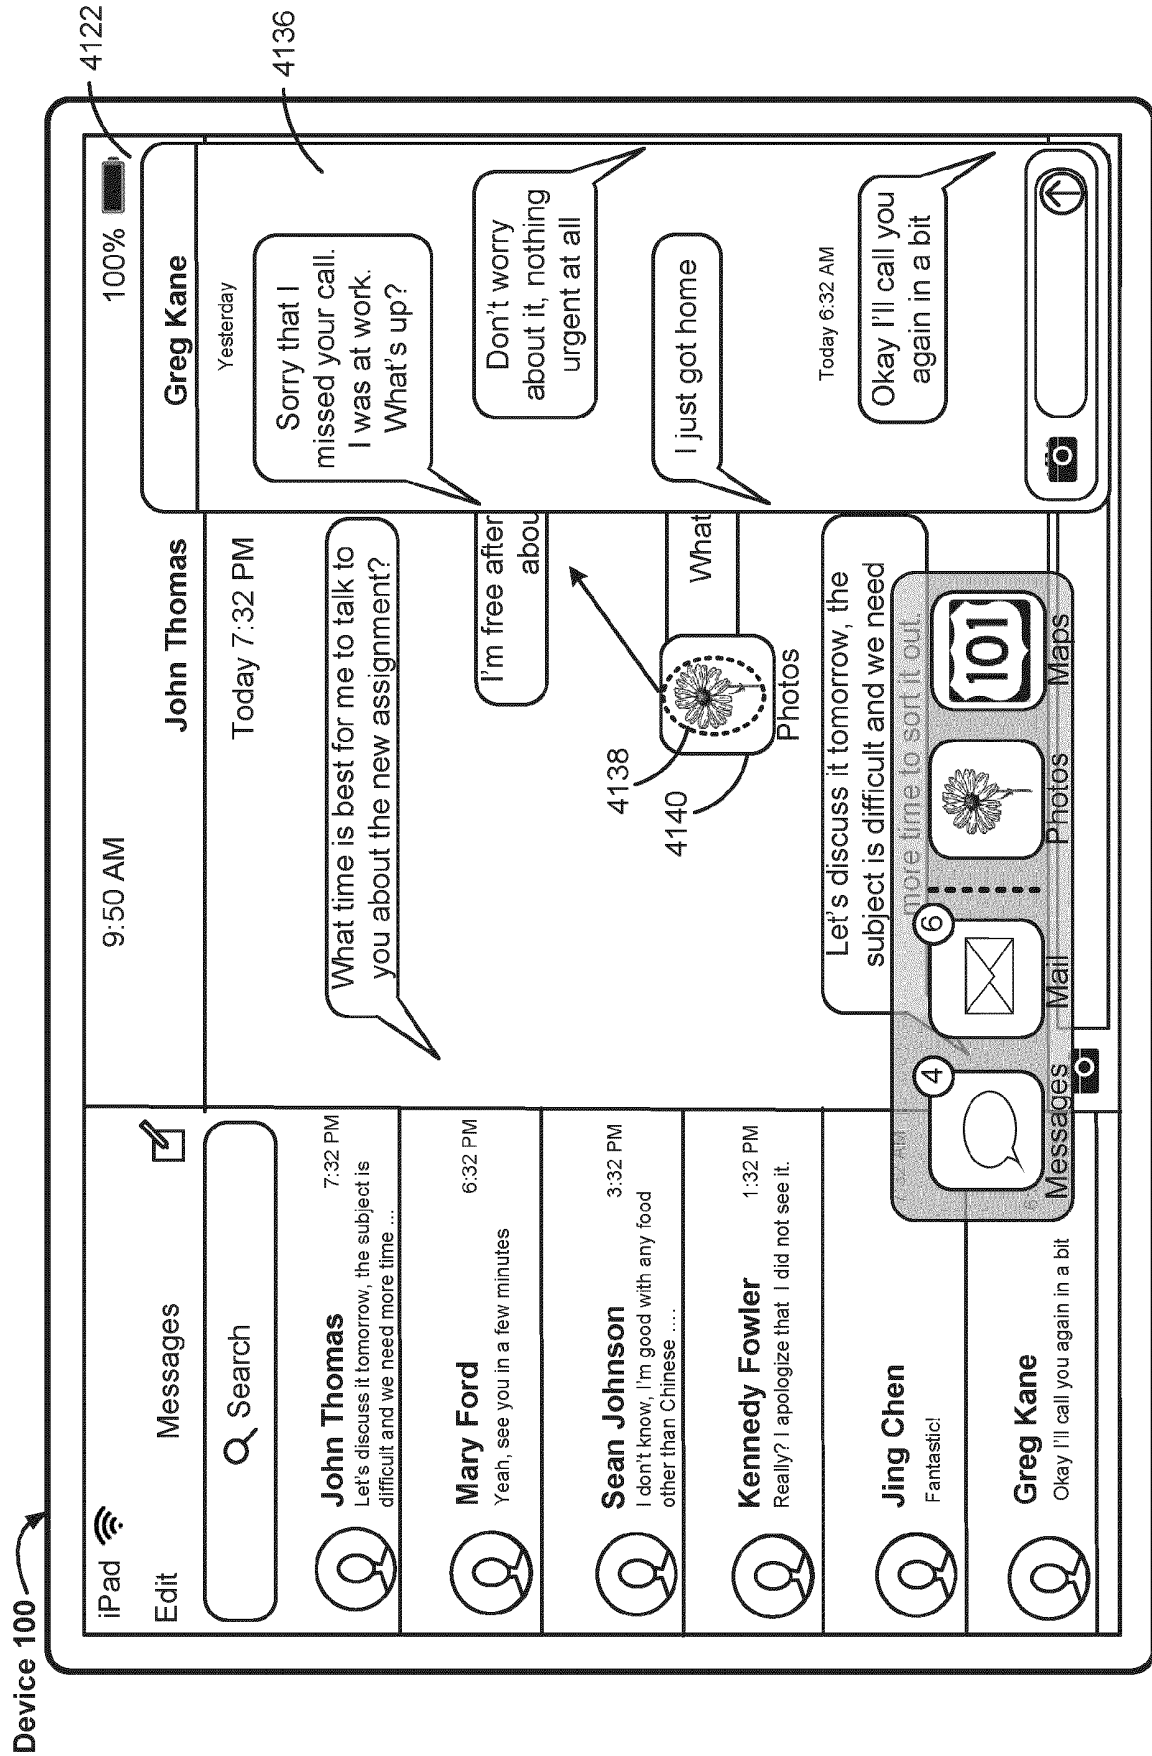 Device 100
4122
4136
iPad
9:50 AM
100%
Edit
Messages
Search
John Thomas
7:32 PM
Let's discuss it tomorrow, the subject is
difficult and we need more time ...
Mary Ford
6:32 PM
Yeah, see you in a few minutes
Sean Johnson
3:32 PM
I don't know, I'm good with any food
other than Chinese ....
Kennedy Fowler
1:32 PM
Really? I apologize that I did not see it.
Jing Chen
7:32 AM
Fantastic!
Greg Kane
6:
Okay I'll call you again in a bit
John Thomas
Today 7:32 PM
What time is best for me to talk to
you about the new assignment?
I'm free after
abou
What
Photos
4138
4140
Let's discuss it tomorrow, the
subject is difficult and we need
more time to sort it out.
Greg Kane
Yesterday
Sorry that I
missed your call.
I was at work.
What's up?
Don't worry
about it, nothing
urgent at all
I just got home
Today 6:32 AM
Okay I'll call you
again in a bit
4
6
101
Messages
Mail
Photos
Maps